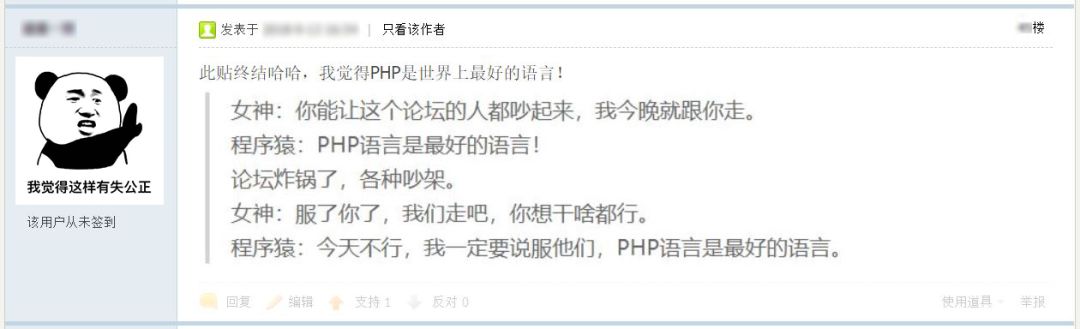 发表于
|
只看该作者
楼
我觉得这样有失公正
该用户从未签到
此贴终结哈哈，我觉得PHP是世界上最好的语言！
女神：你能让这个论坛的人都吵起来，我今晚就跟你走。
程序猿：PHP语言是最好的语言！
论坛炸锅了，各种吵架。
女神：服了你了，我们走吧，你想干啥都行。
程序猿：今天不行，我一定要说服他们，PHP语言是最好的语言。
回复 编辑 支持 1 反对 0 使用道具 举报